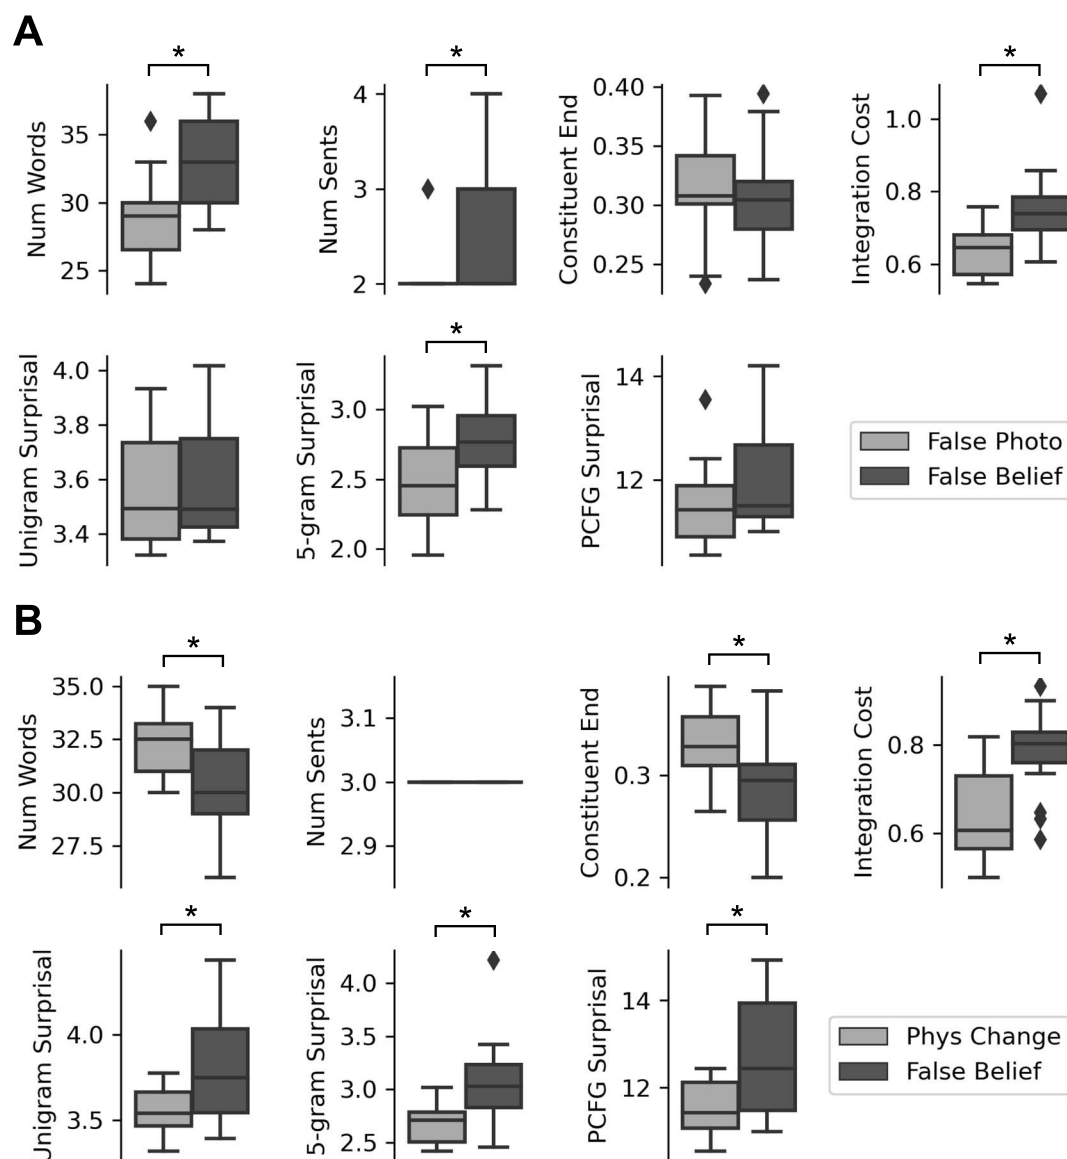 A
*
Num Words
35
30
25
*
Num Sents
4
3
2
Constituent End
0.40
0.35
0.30
0.25
*
Integration Cost
1.0
0.8
0.6
Unigram Surprisal
4.0
3.8
3.6
3.4
*
5-gram Surprisal
3.0
2.5
2.0
PCFG Surprisal
14
12
False Photo
False Belief
B
*
Num Words
35.0
32.5
30.0
27.5
Num Sents
3.1
3.0
2.9
*
Constituent End
0.3
0.2
*
Integration Cost
0.8
0.6
*
Unigram Surprisal
4.0
3.5
*
5-gram Surprisal
4.0
3.5
3.0
2.5
*
PCFG Surprisal
14
12
Phys Change
False Belief